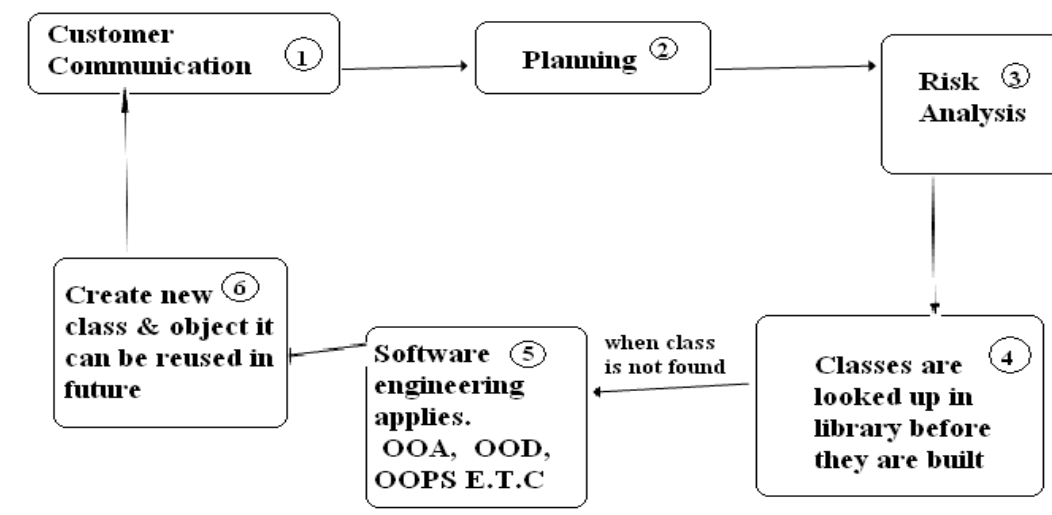 Customer
Communication 1
Planning 2
Risk 3
Analysis
Classes are 4
looked up in
library before
they are built
when class
is not found
Software 5
engineering
applies.
OOA, OOD,
OOPS E.T.C
Create new 6
class & object it
can be reused in
future